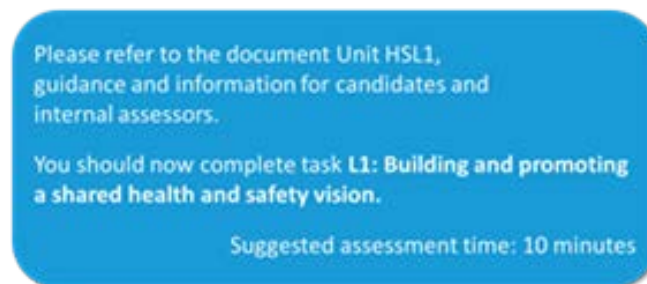 Please refer to the document Unit HSL1,
guidance and information for candidates and
internal assessors.
You should now complete task L1: Building and promoting
a shared health and safety vision.
Suggested assessment time: 10 minutes